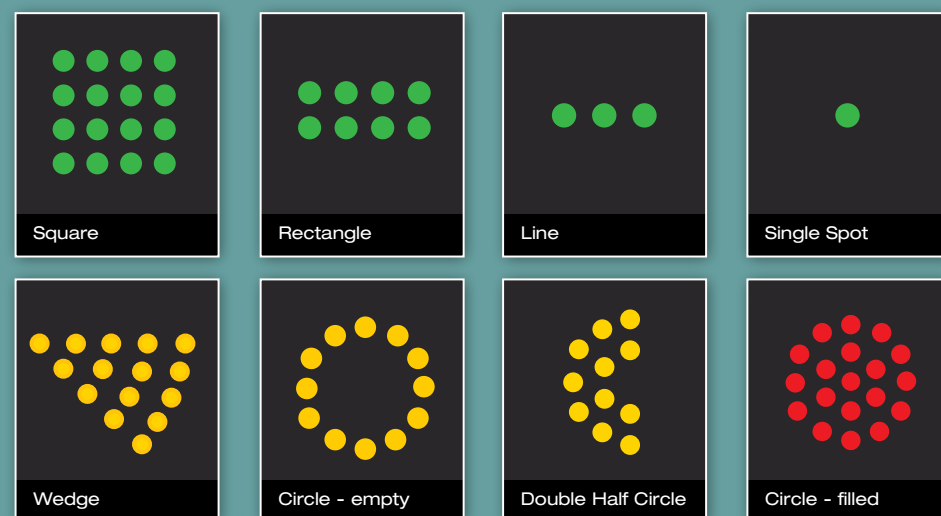 Square
Rectangle
Line
Single Spot
Wedge
Circle - empty
Double Half Circle
Circle - filled